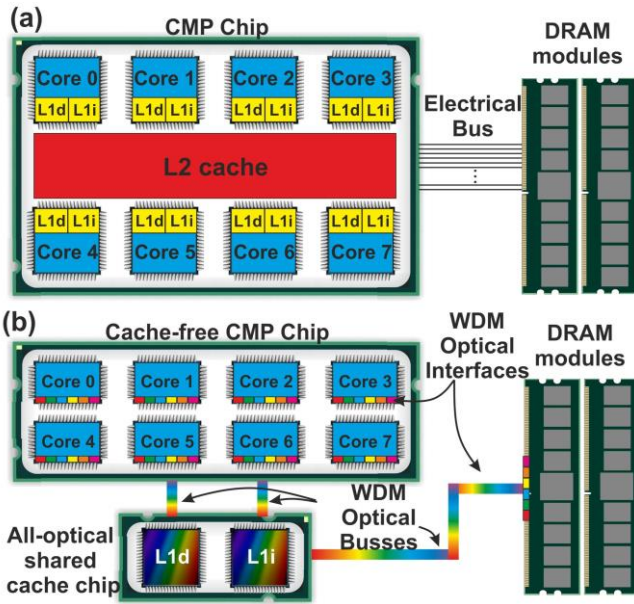 (a)
CMP Chip
DRAM
modules
Core 0
Core 1
Core 2
Core 3
L1d L1i
L1d L1i
L1d L1i
L1d L1i
Electrical
Bus
L2 cache
L1d L1i
L1d L1i
L1d L1i
L1d L1i
Core 4
Core 5
Core 6
Core 7
(b)
Cache-free CMP Chip
WDM
Optical
Interfaces
DRAM
modules
Core 0
Core 1
Core 2
Core 3
Core 4
Core 5
Core 6
Core 7
All-optical
shared
cache chip
L1d
L1i
WDM
Optical
Busses